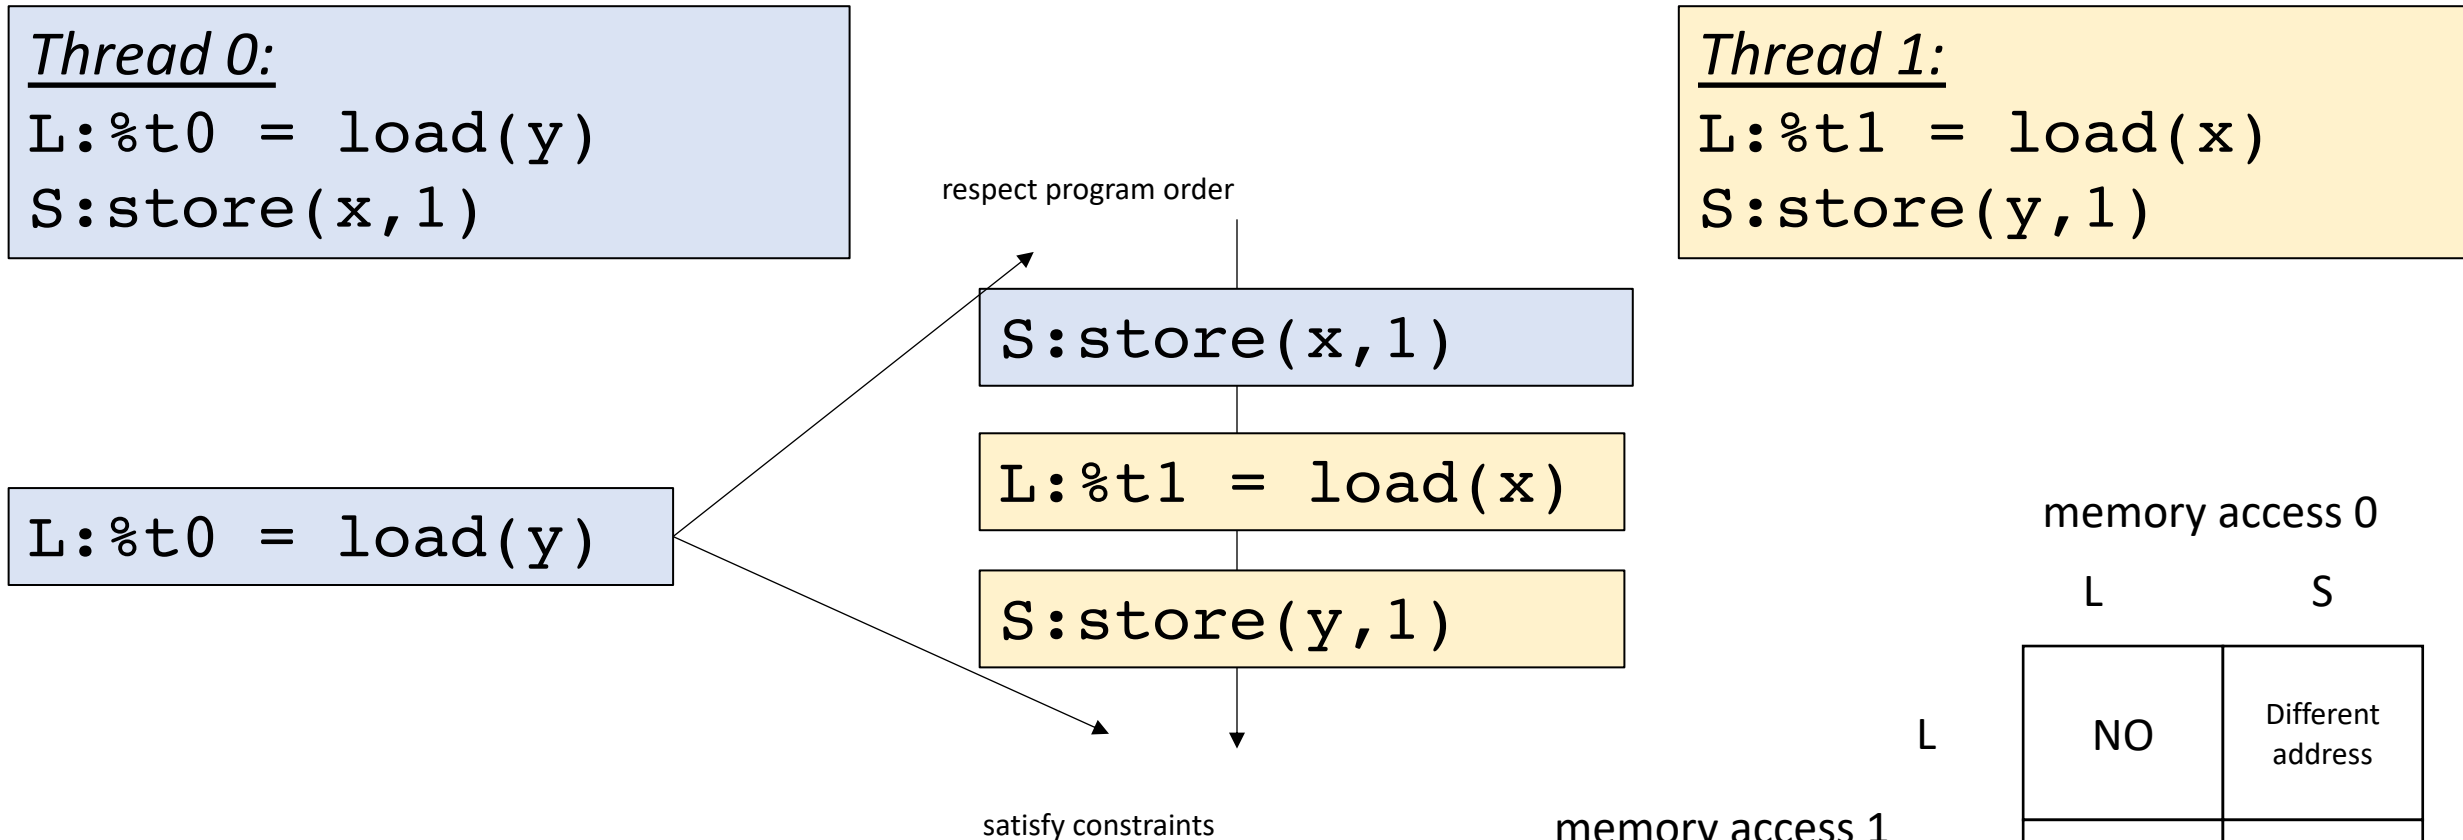 Thread 0:
L:%t0 = load(y)
S:store(x,1)
Thread 1:
L:%t1 = load(x)
S:store(y,1)
respect program order
S:store(x,1)
L:%t1 = load(x)
S:store(y,1)
L:%t0 = load(y)
satisfy constraints
memory access 0
L S
L NO Different
address
memory access 1